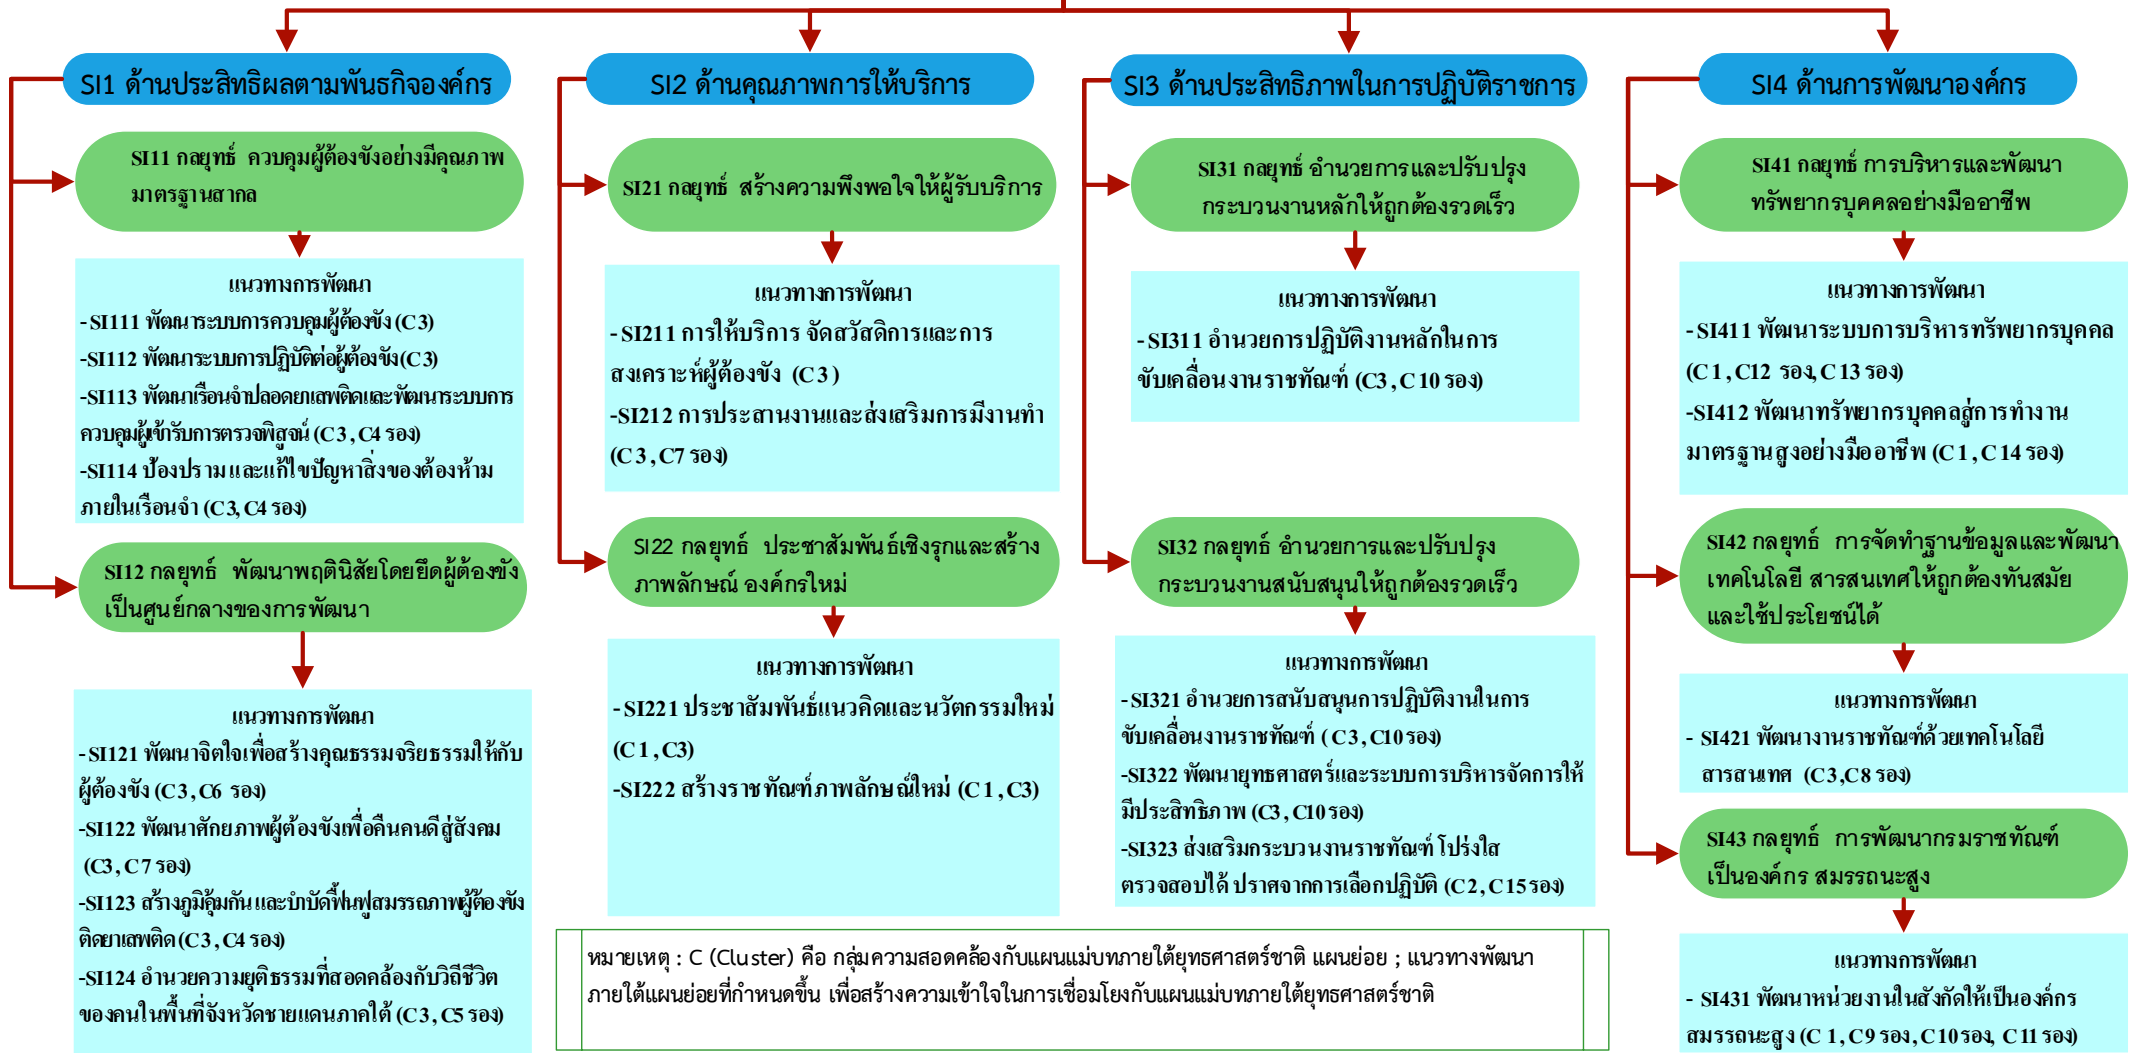 SI1 ด้านประสิทธิผลตามพันธกิจองค์กร
SI11 กลยุทธ์ ควบคุมผู้ต้องขังอย่างมีคุณภาพ
มาตรฐานสากล
แนวทางการพัฒนา
-SI111 พัฒนาระบบการควบคุมผู้ต้องขัง (C3)
-SI112 พัฒนาระบบการปฏิบัติต่อผู้ต้องขัง (C3)
-SI113 พัฒนาเรือนจำปลอดยาเสพติดและพัฒนาระบบการ
ควบคุมผู้เข้ารับการตรวจพิสูจน์ (C3, C4 รอง)
-SI114 ป้องปราม และแก้ไขปัญหาสิ่งของต้องห้าม
ภายในเรือนจำ (C3, C4 รอง)
SI12 กลยุทธ์ พัฒนาพฤตินิสัยโดยยึดผู้ต้องขัง
เป็นศูนย์กลางของการพัฒนา
แนวทางการพัฒนา
-SI121 พัฒนาจิตใจเพื่อสร้างคุณธรรมจริยธรรมให้กับ
ผู้ต้องขัง (C3, C6 รอง)
-SI122 พัฒนาศักยภาพผู้ต้องขังเพื่อคืนคนดีสู่สังคม
(C3, C7 รอง)
-SI123 สร้างภูมิคุ้มกัน และบำบัดฟื้นฟูสมรรถภาพผู้ต้องขัง
ติดยาเสพติด (C3, C4 รอง)
-SI124 อำนวยความยุติธรรมที่สอดคล้องกับวิถีชีวิต
ของคนในพื้นที่จังหวัดชายแดนภาคใต้ (C3, C5 รอง)
SI2 ด้านคุณภาพการให้บริการ
SI21 กลยุทธ์ สร้างความพึงพอใจให้ผู้รับบริการ
แนวทางการพัฒนา
-SI211 การให้บริการ จัดสวัสดิการและการ
สงเคราะห์ผู้ต้องขัง (C3)
-SI212 การประสานงานและส่งเสริมการมีงานทำ
(C3, C7 รอง)
SI22 กลยุทธ์ ประชาสัมพันธ์เชิงรุกและสร้าง
ภาพลักษณ์ องค์กรใหม่
แนวทางการพัฒนา
-SI221 ประชาสัมพันธ์แนวคิดและนวัตกรรมใหม่
(C1, C3)
-SI222 สร้างราชทัณฑ์ภาพลักษณ์ใหม่ (C1, C3)
SI3 ด้านประสิทธิภาพในการปฏิบัติราชการ
SI31 กลยุทธ์ อำนวยการและปรับปรุง
กระบวนงานหลักให้ถูกต้องรวดเร็ว
แนวทางการพัฒนา
-SI311 อำนวยการปฏิบัติงานหลักในการ
ขับเคลื่อนงานราชทัณฑ์ (C3, C10 รอง)
SI32 กลยุทธ์ อำนวยการและปรับปรุง
กระบวนงานสนับสนุนให้ถูกต้องรวดเร็ว
แนวทางการพัฒนา
-SI321 อำนวยการสนับสนุนการปฏิบัติงานในการ
ขับเคลื่อนงานราชทัณฑ์ (C3, C10 รอง)
-SI322 พัฒนายุทธศาสตร์และระบบการบริหารจัดการให้
มีประสิทธิภาพ (C3, C10 รอง)
-SI323 ส่งเสริมกระบวนงานราชทัณฑ์ โปร่งใส
ตรวจสอบได้ ปราศจากการเลือกปฏิบัติ (C2, C15 รอง)
SI4 ด้านการพัฒนาองค์กร
SI41 กลยุทธ์ การบริหารและพัฒนา
ทรัพยากรบุคคลอย่างมืออาชีพ
แนวทางการพัฒนา
-SI411 พัฒนาระบบการบริหารทรัพยากรบุคคล
(C1, C12 รอง, C13 รอง)
-SI412 พัฒนาทรัพยากรบุคคลสู่การทำงาน
มาตรฐานสูงอย่างมืออาชีพ (C1, C14 รอง)
SI42 กลยุทธ์ การจัดทำฐานข้อมูลและพัฒนา
เทคโนโลยี สารสนเทศให้ถูกต้องทันสมัย
และใช้ประโยชน์ได้
แนวทางการพัฒนา
- SI421 พัฒนางานราชทัณฑ์ด้วยเทคโนโลยี
สารสนเทศ (C3,C8 รอง)
SI43 กลยุทธ์ การพัฒนากรมราชทัณฑ์
เป็นองค์กร สมรรถนะสูง
แนวทางการพัฒนา
- SI431 พัฒนาหน่วยงานในสังกัดให้เป็นองค์กร
สมรรถนะสูง (C1, C9 รอง, C10 รอง, C11 รอง)
หมายเหตุ : C (Cluster) คือ กลุ่มความสอดคล้องกับแผนแม่บทภายใต้ยุทธศาสตร์ชาติ แผนย่อย ; แนวทางพัฒนา
ภายใต้แผนย่อยที่กำหนดขึ้น เพื่อสร้างความเข้าใจในการเชื่อมโยงกับแผนแม่บทภายใต้ยุทธศาสตร์ชาติ